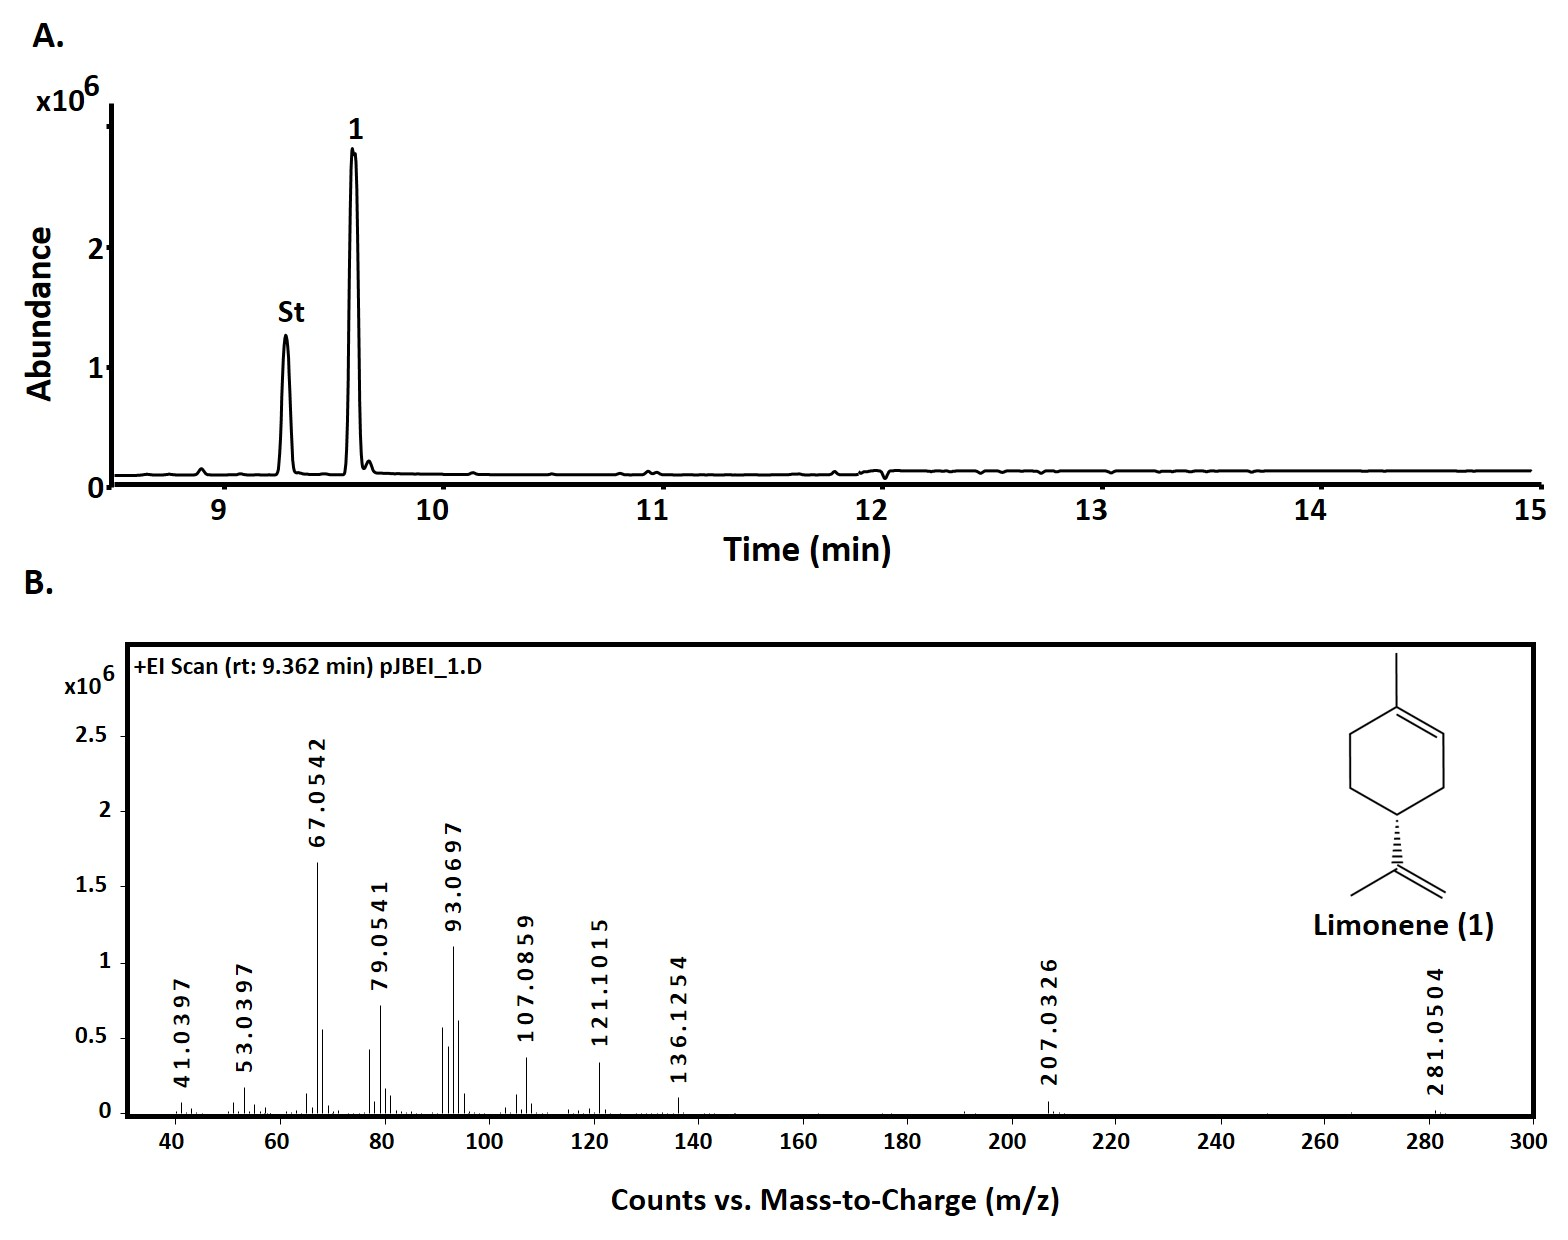 A.
x10^6
1
St
2
1
0
Abundance
9 10 11 12 13 14 15
Time (min)
B.
+EI Scan (rt: 9.362 min) pJBEI_1.D
x10^6
2.5
2
1.5
1
0.5
0
41.0397
53.0397
67.0542
79.0541
93.0697
107.0859
121.1015
136.1254
207.0326
281.0504
Limonene (1)
40 60 80 100 120 140 160 180 200 220 240 260 280 300
Counts vs. Mass-to-Charge (m/z)